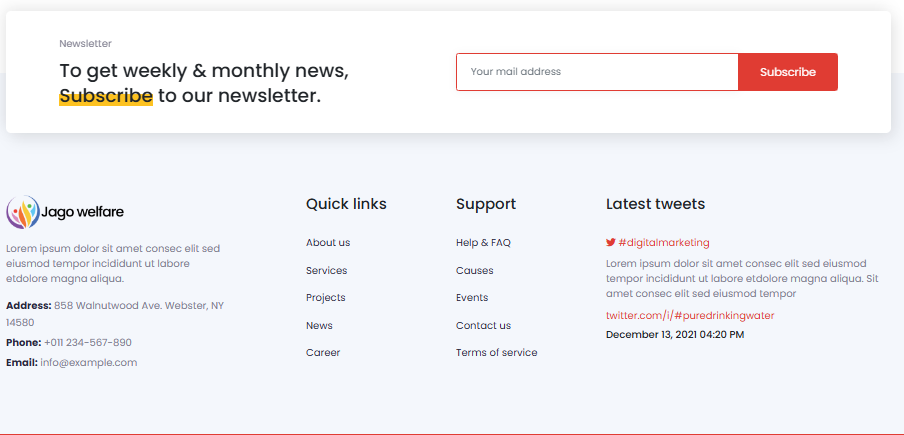 Newsletter
To get weekly & monthly news,
Subscribe to our newsletter.
Your mail address
Subscribe
Jago welfare
Lorem ipsum dolor sit amet consec elit sed
eiusmod tempor incididunt ut labore
etdolore magna aliqua.
Address: 858 Walnutwood Ave. Webster, NY
14580
Phone: +011 234-567-890
Email: info@example.com
Quick links
About us
Services
Projects
News
Career
Support
Help & FAQ
Causes
Events
Contact us
Terms of service
Latest tweets
#digitalmarketing
Lorem ipsum dolor sit amet consec elit sed eiusmod
tempor incididunt ut labore etdolore magna aliqua. Sit
amet consec elit sed eiusmod tempor
twitter.com/i/#puredrinkingwater
December 13, 2021 04:20 PM